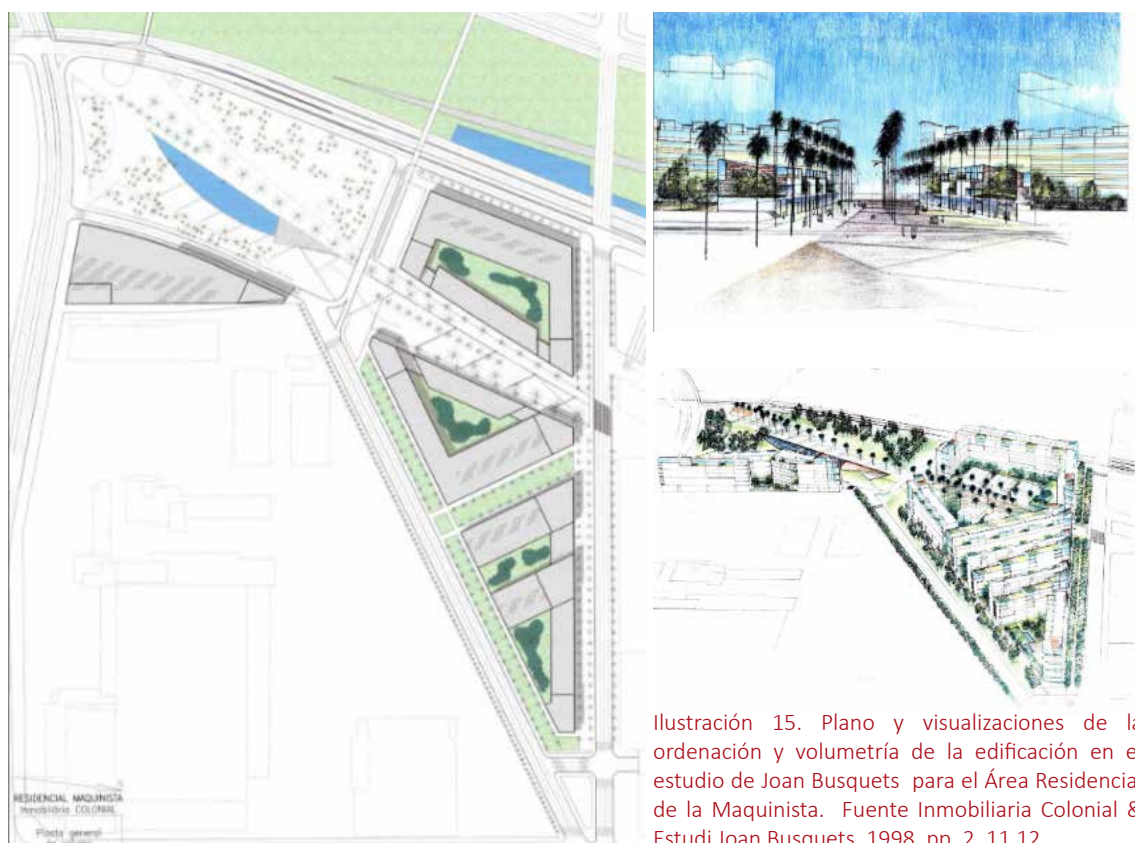 RESIDENCIAL MAQUINISTA
Inmobiliària COLONIAL
Planta general
Ilustración 15. Plano y visualizaciones de la
ordenación y volumetría de la edificación en el
estudio de Joan Busquets para el Área Residencial
de la Maquinista. Fuente Inmobiliaria Colonial &
Estudi Joan Busquets, 1998, pp. 2, 11,12